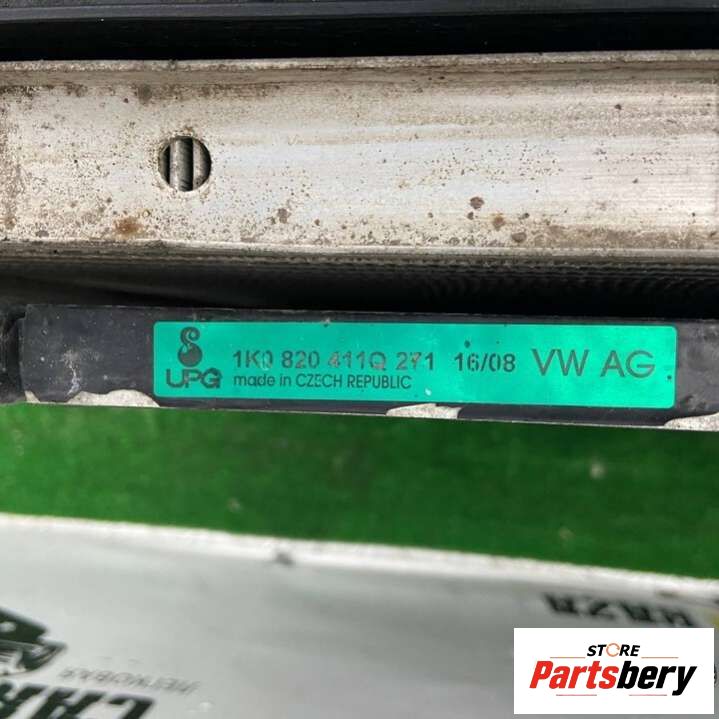 1K0 820 411Q 271 16/08 VW AG
UPG made in CZECH REPUBLIC
STORE
Partsbery